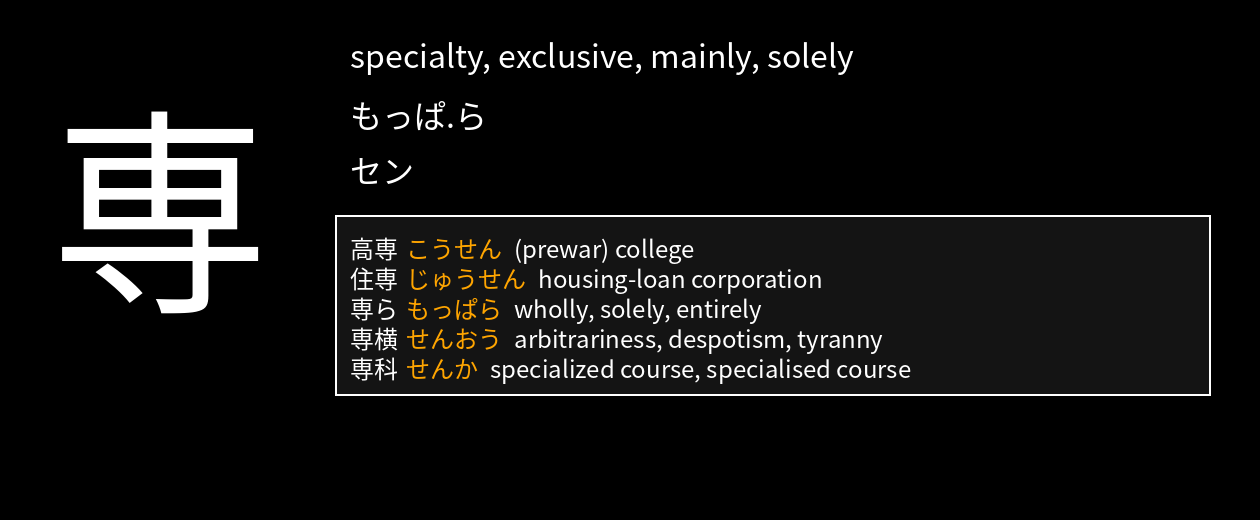 専
specialty, exclusive, mainly, solely
もっぱ.ら
セン
高専 こうせん (prewar) college
住専 じゅうせん housing-loan corporation
専ら もっぱら wholly, solely, entirely
専横 せんおう arbitrariness, despotism, tyranny
専科 せんか specialized course, specialised course